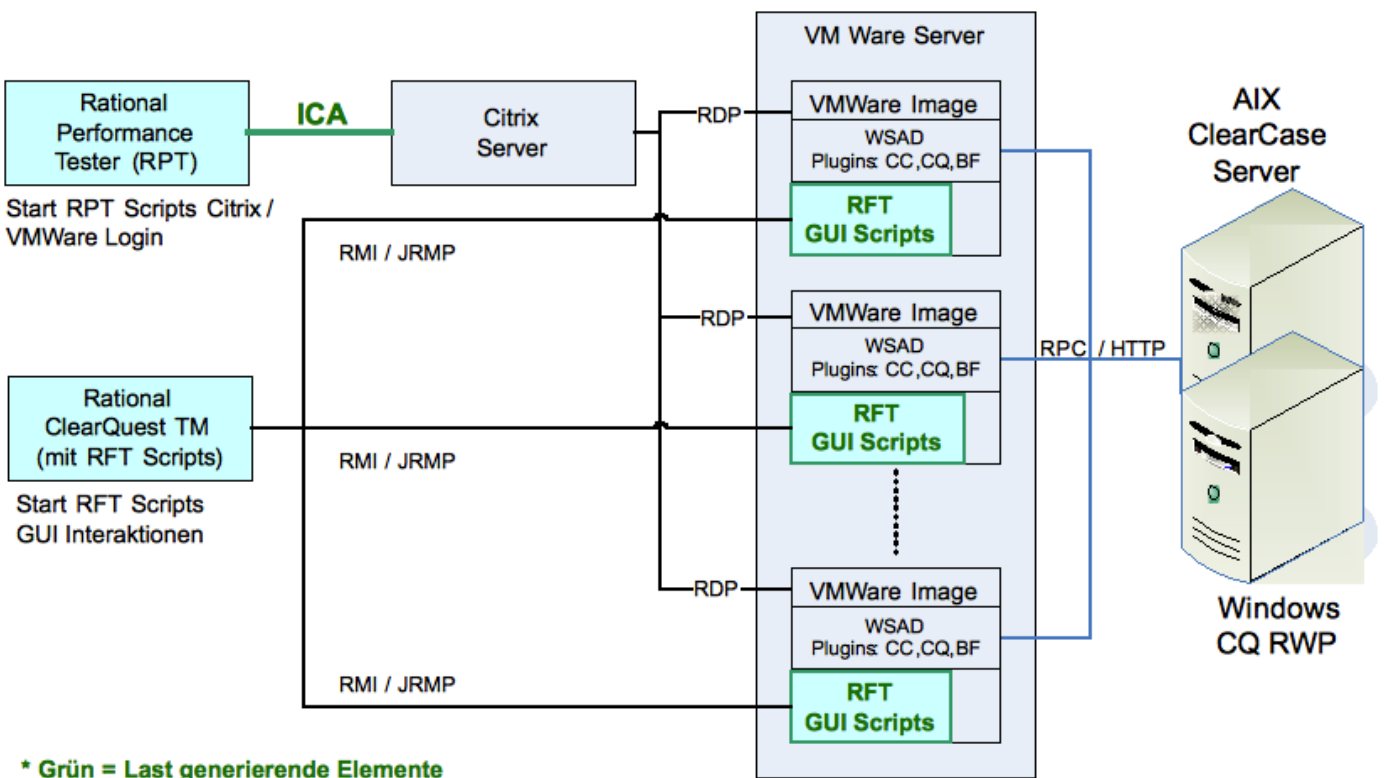 VM Ware Server
Rational
Performance
Tester (RPT)
ICA
Citrix
Server
Start RPT Scripts Citrix /
VMWare Login
RDP
VMWare Image
WSAD
Plugins: CC,CQ,BF
RFT
GUI Scripts
RMI / JRMP
RDP
VMWare Image
WSAD
Plugins: CC,CQ,BF
RFT
GUI Scripts
RPC / HTTP
AIX
ClearCase
Server
Rational
ClearQuest TM
(mit RFT Scripts)
RMI / JRMP
Start RFT Scripts
GUI Interaktionen
RDP
VMWare Image
WSAD
Plugins: CC,CQ,BF
RFT
GUI Scripts
RMI / JRMP
Windows
CQ RWP
* Grün = Last generierende Elemente